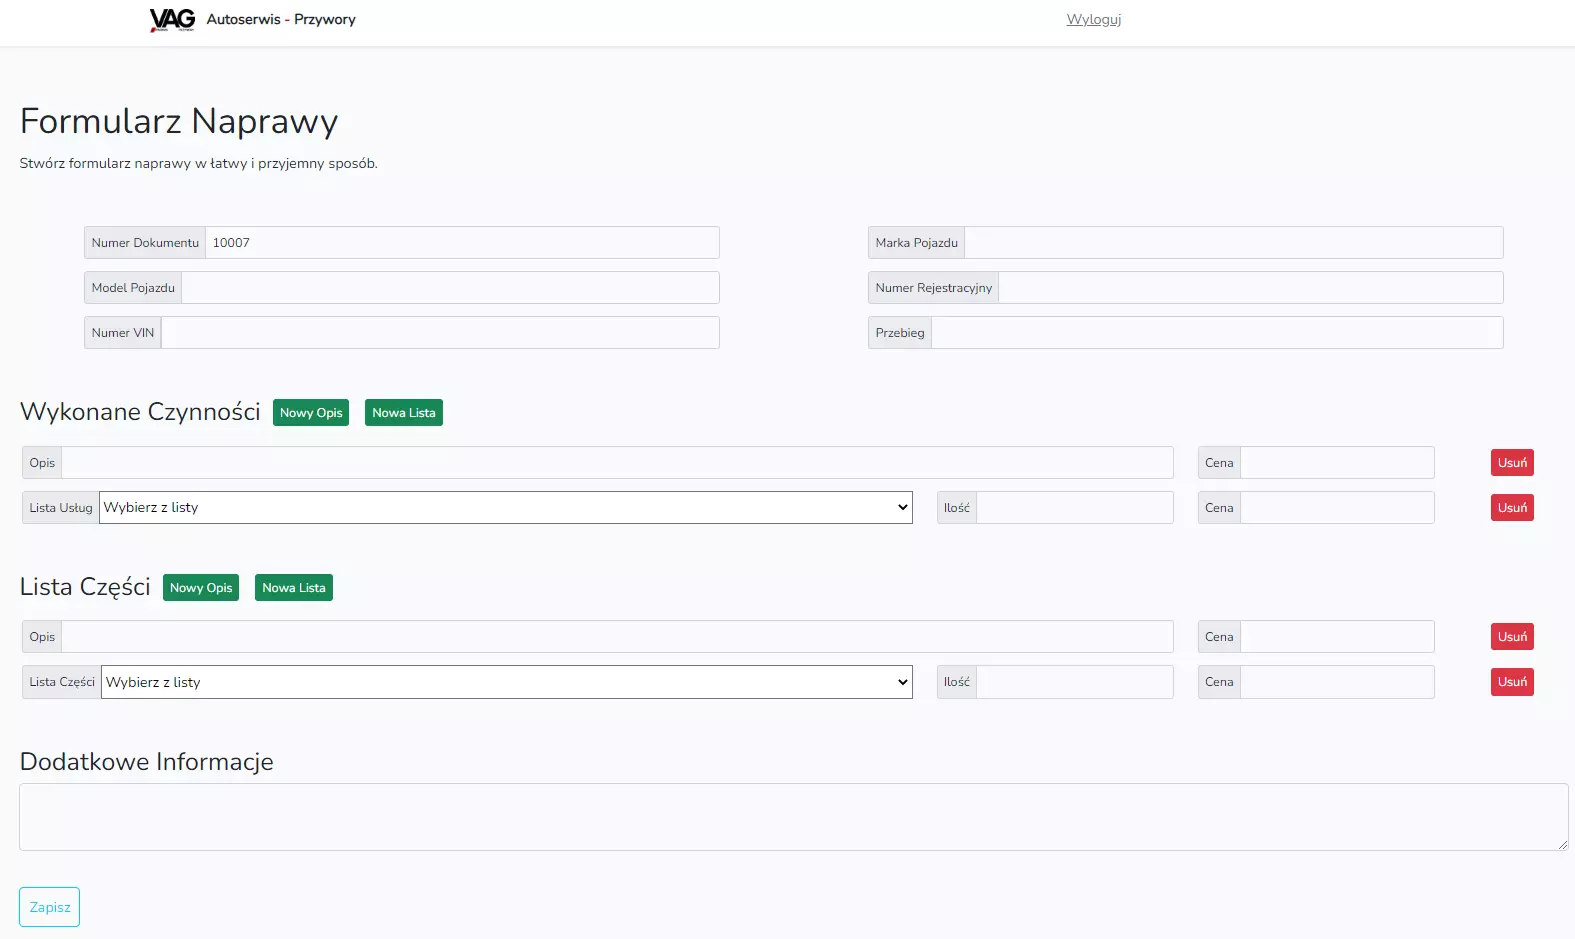 VAG Autoserwis - Przywory Wyloguj
Formularz Naprawy
Stwórz formularz naprawy w łatwy i przyjemny sposób.
Numer Dokumentu 10007 Marka Pojazdu
Model Pojazdu Numer Rejestracyjny
Numer VIN Przebieg
Wykonane Czynności Nowy Opis Nowa Lista
Opis Cena Usuń
Lista Usług Wybierz z listy Ilość Cena Usuń
Lista Części Nowy Opis Nowa Lista
Opis Cena Usuń
Lista Części Wybierz z listy Ilość Cena Usuń
Dodatkowe Informacje
Zapisz